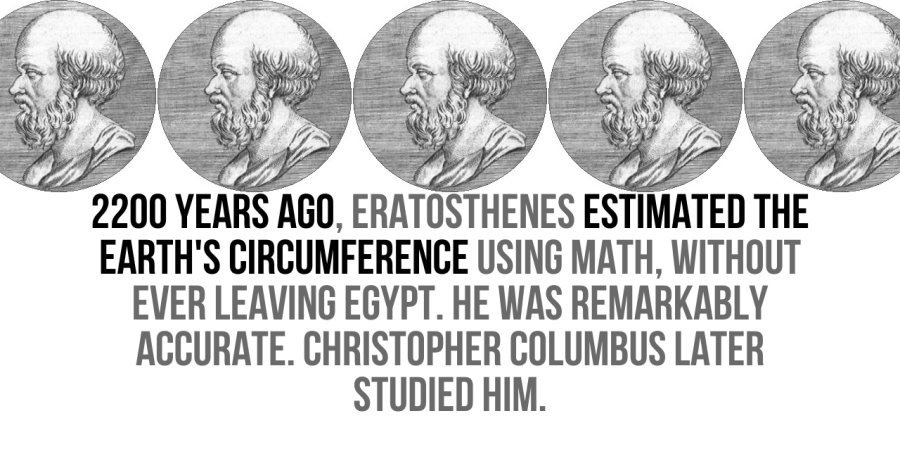 2200 YEARS AGO, ERATOSTHENES ESTIMATED THE
EARTH'S CIRCUMFERENCE USING MATH, WITHOUT
EVER LEAVING EGYPT. HE WAS REMARKABLY
ACCURATE. CHRISTOPHER COLUMBUS LATER
STUDIED HIM.